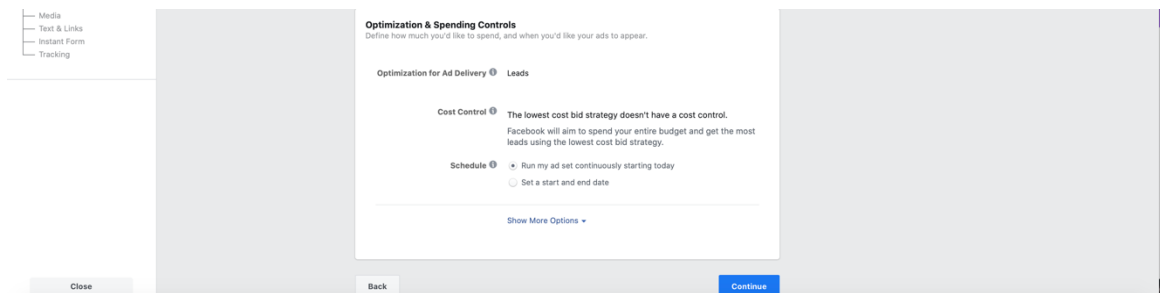 Media
Text & Links
Instant Form
Tracking
Optimization & Spending Controls
Define how much you'd like to spend, and when you'd like your ads to appear.
Optimization for Ad Delivery Leads
Cost Control The lowest cost bid strategy doesn't have a cost control.
Facebook will aim to spend your entire budget and get the most
leads using the lowest cost bid strategy.
Schedule Run my ad set continuously starting today
Set a start and end date
Show More Options
Close Back Continue